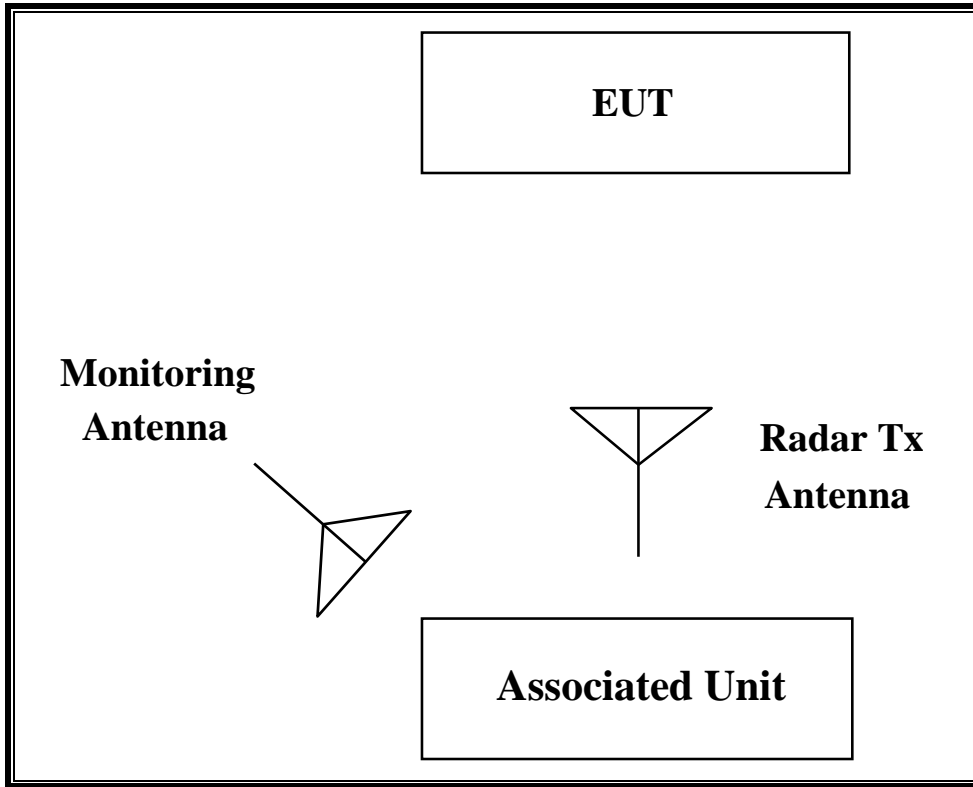 EUT
Monitoring
Antenna
Radar Tx
Antenna
Associated Unit